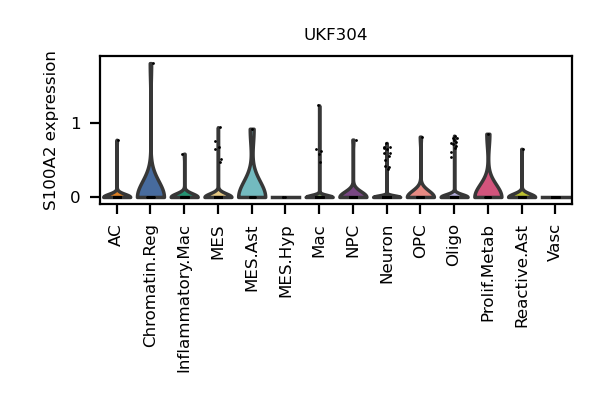 UKF304
S100A2 expression
1
0
AC
Chromatin.Reg
Inflammatory.Mac
MES
MES.Ast
MES.Hyp
Mac
NPC
Neuron
OPC
Oligo
Prolif.Metab
Reactive.Ast
Vasc